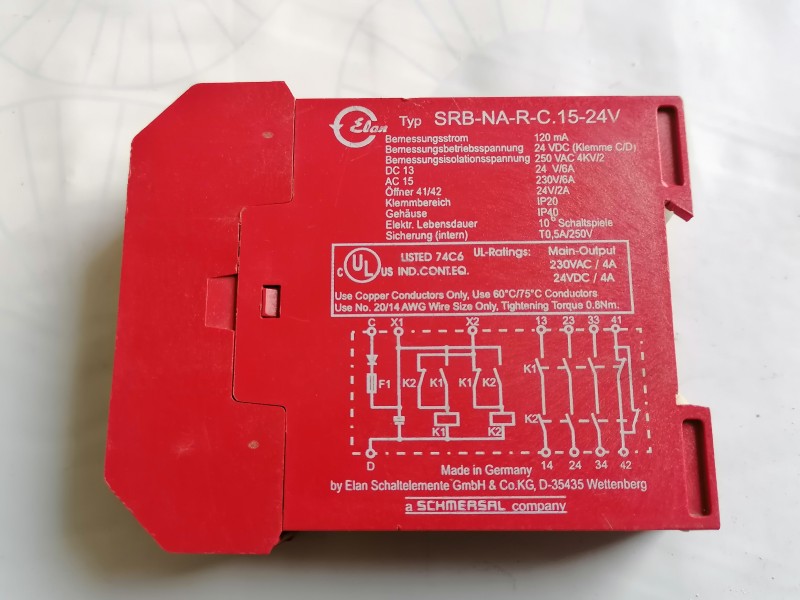 Elan Typ SRB-NA-R-C.15-24V
Bemessungsstrom 120 mA
Bemessungsbetriebsspannung 24 VDC (Klemme C/D)
Bemessungsisolationsspannung 250 VAC 4KV/2
DC 13 24 V/6A
AC 15 230V/6A
Öffner 41/42 24V/2A
Klemmbereich IP20
Gehäuse IP40
Elektr. Lebensdauer 10⁶ Schaltspiele
Sicherung (intern) T0,5A/250V
C UL US LISTED 74C6 UL-Ratings: Main-Output
IND.CONT.EQ. 230VAC / 4A
24VDC / 4A
Use Copper Conductors Only, Use 60°C/75°C Conductors
Use No. 20/14 AWG Wire Size Only, Tightening Torque 0.6Nm.
C X1 X2 13 23 33 41
F1 K2 K1 K1 K2 K1
K1 K2 K2
D 14 24 34 42
Made in Germany
by Elan Schaltelemente GmbH & Co.KG, D-35435 Wettenberg
a SCHMERSAL company